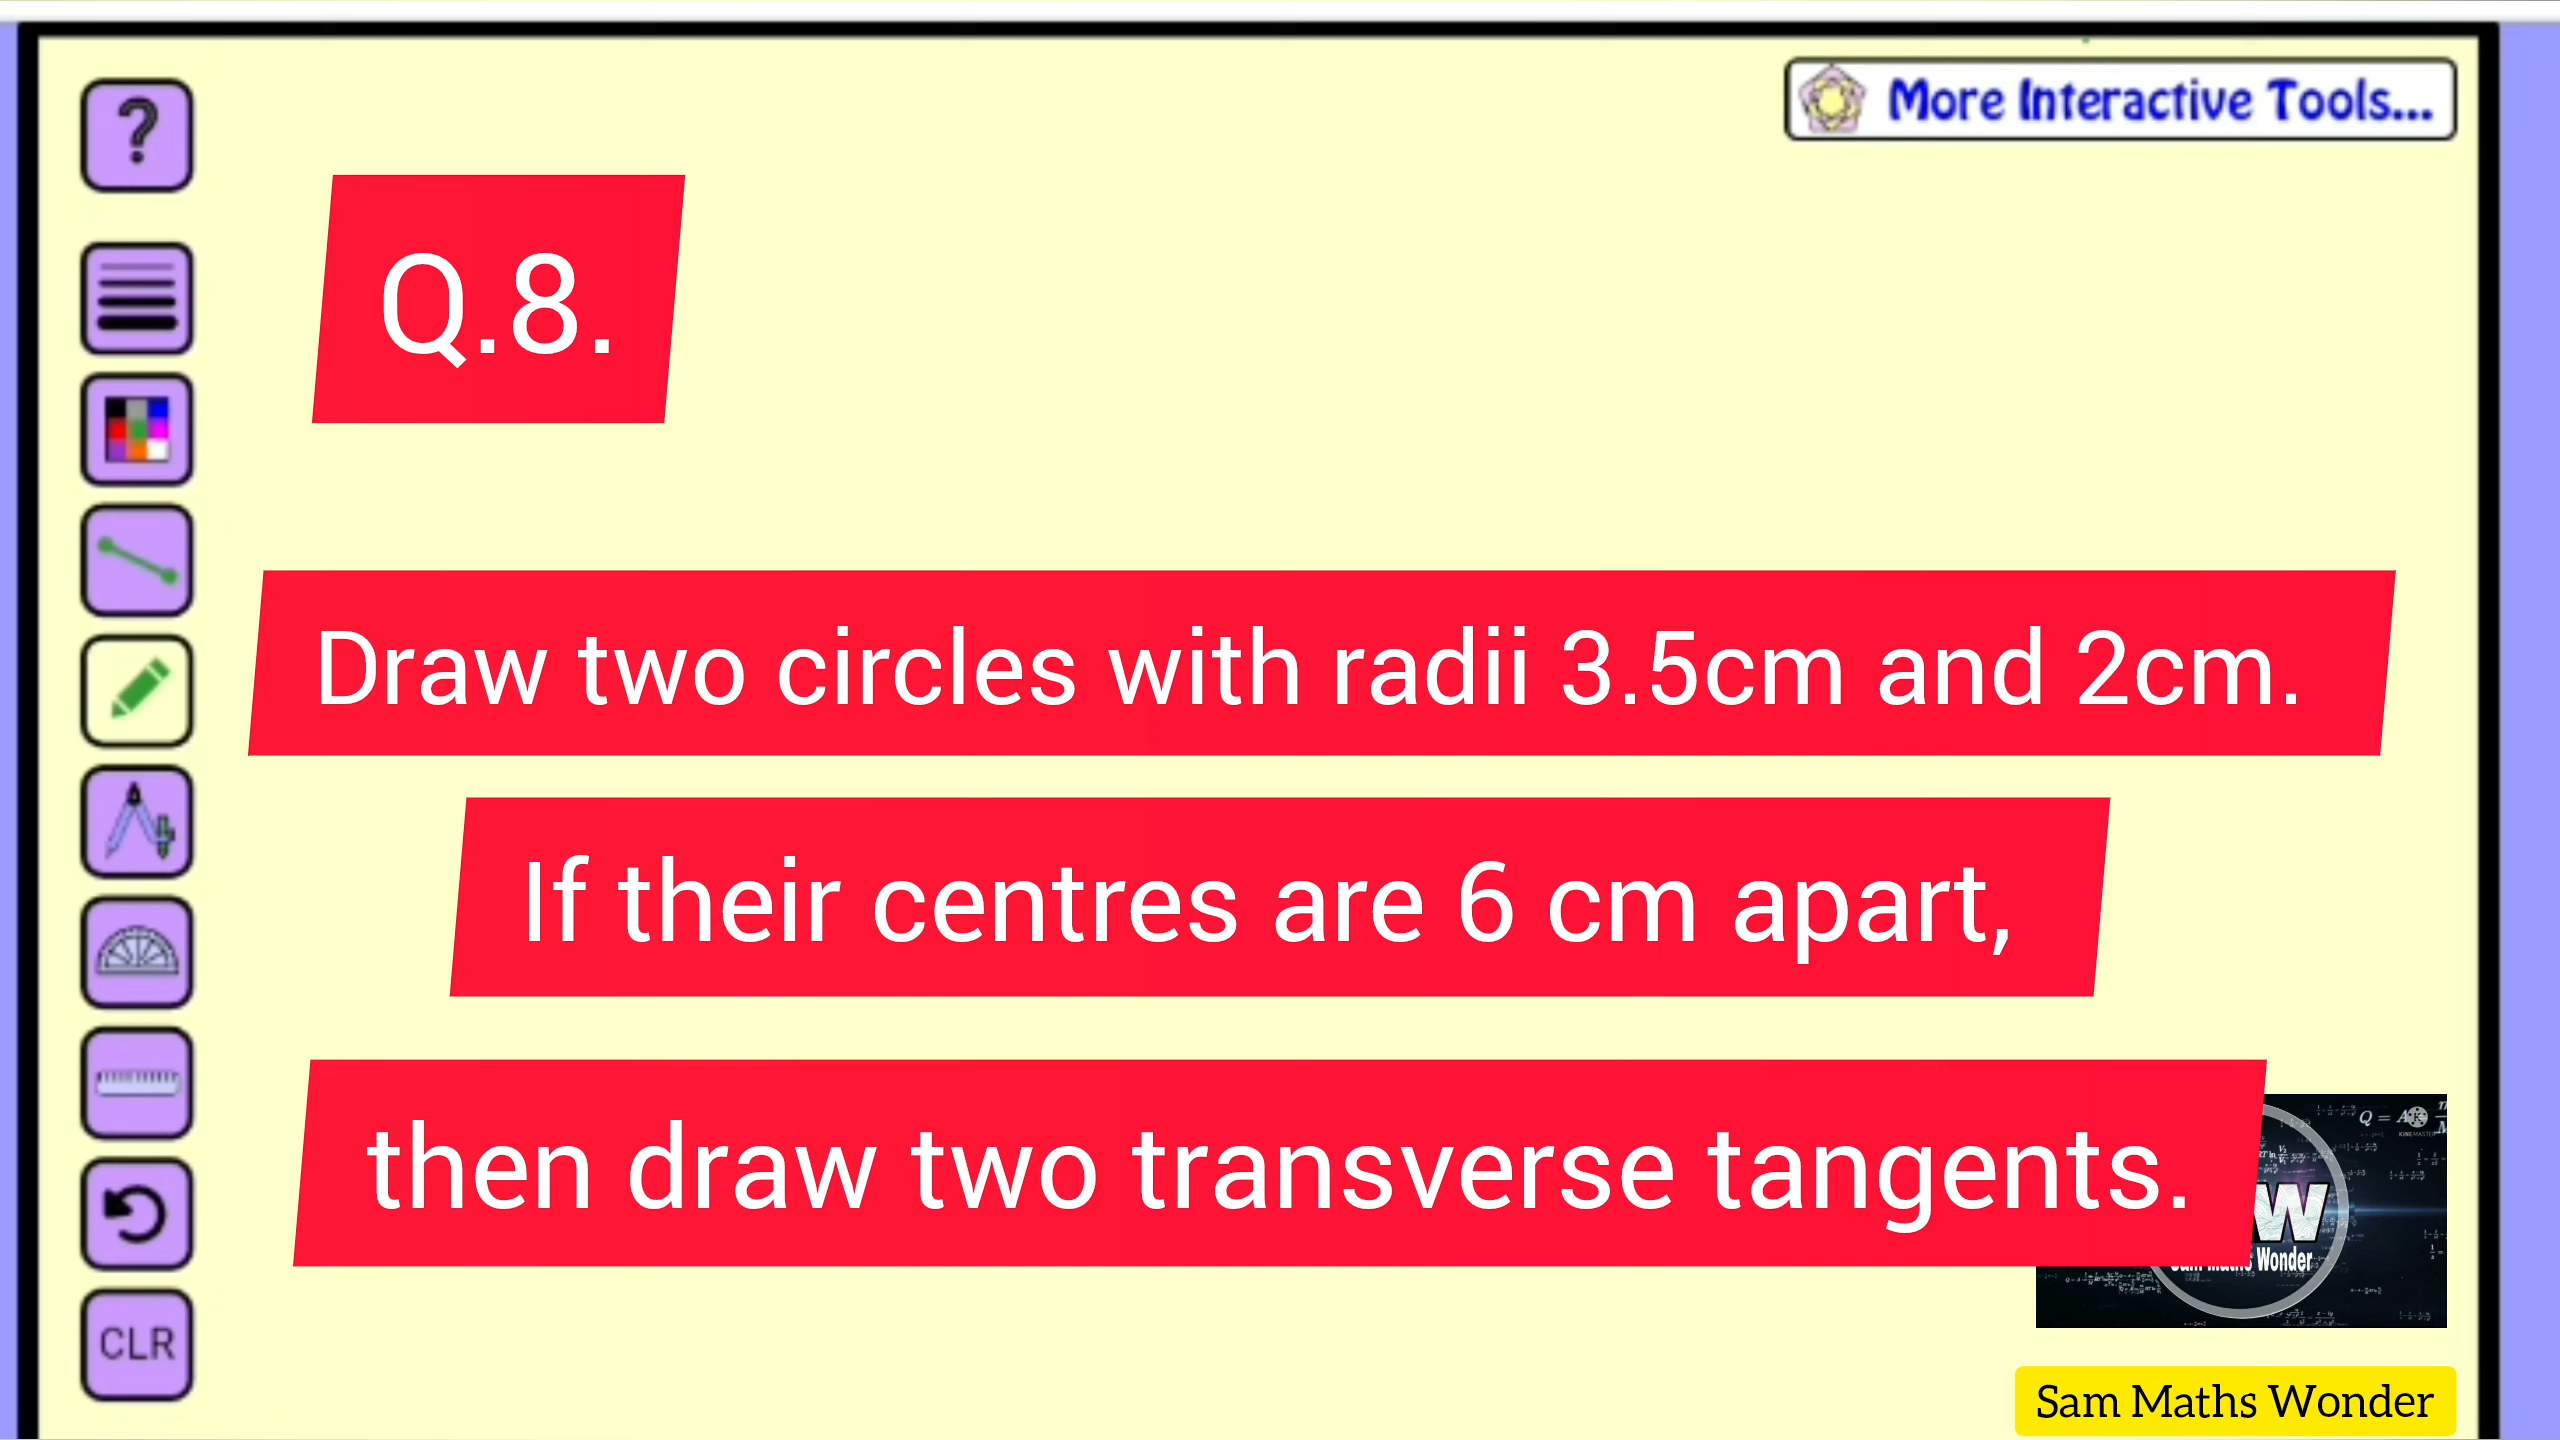 ?
More Interactive Tools...
Q.8.
Draw two circles with radii 3.5cm and 2cm.
If their centres are 6 cm apart,
then draw two transverse tangents.
W
Wonder
CLR
Sam Maths Wonder